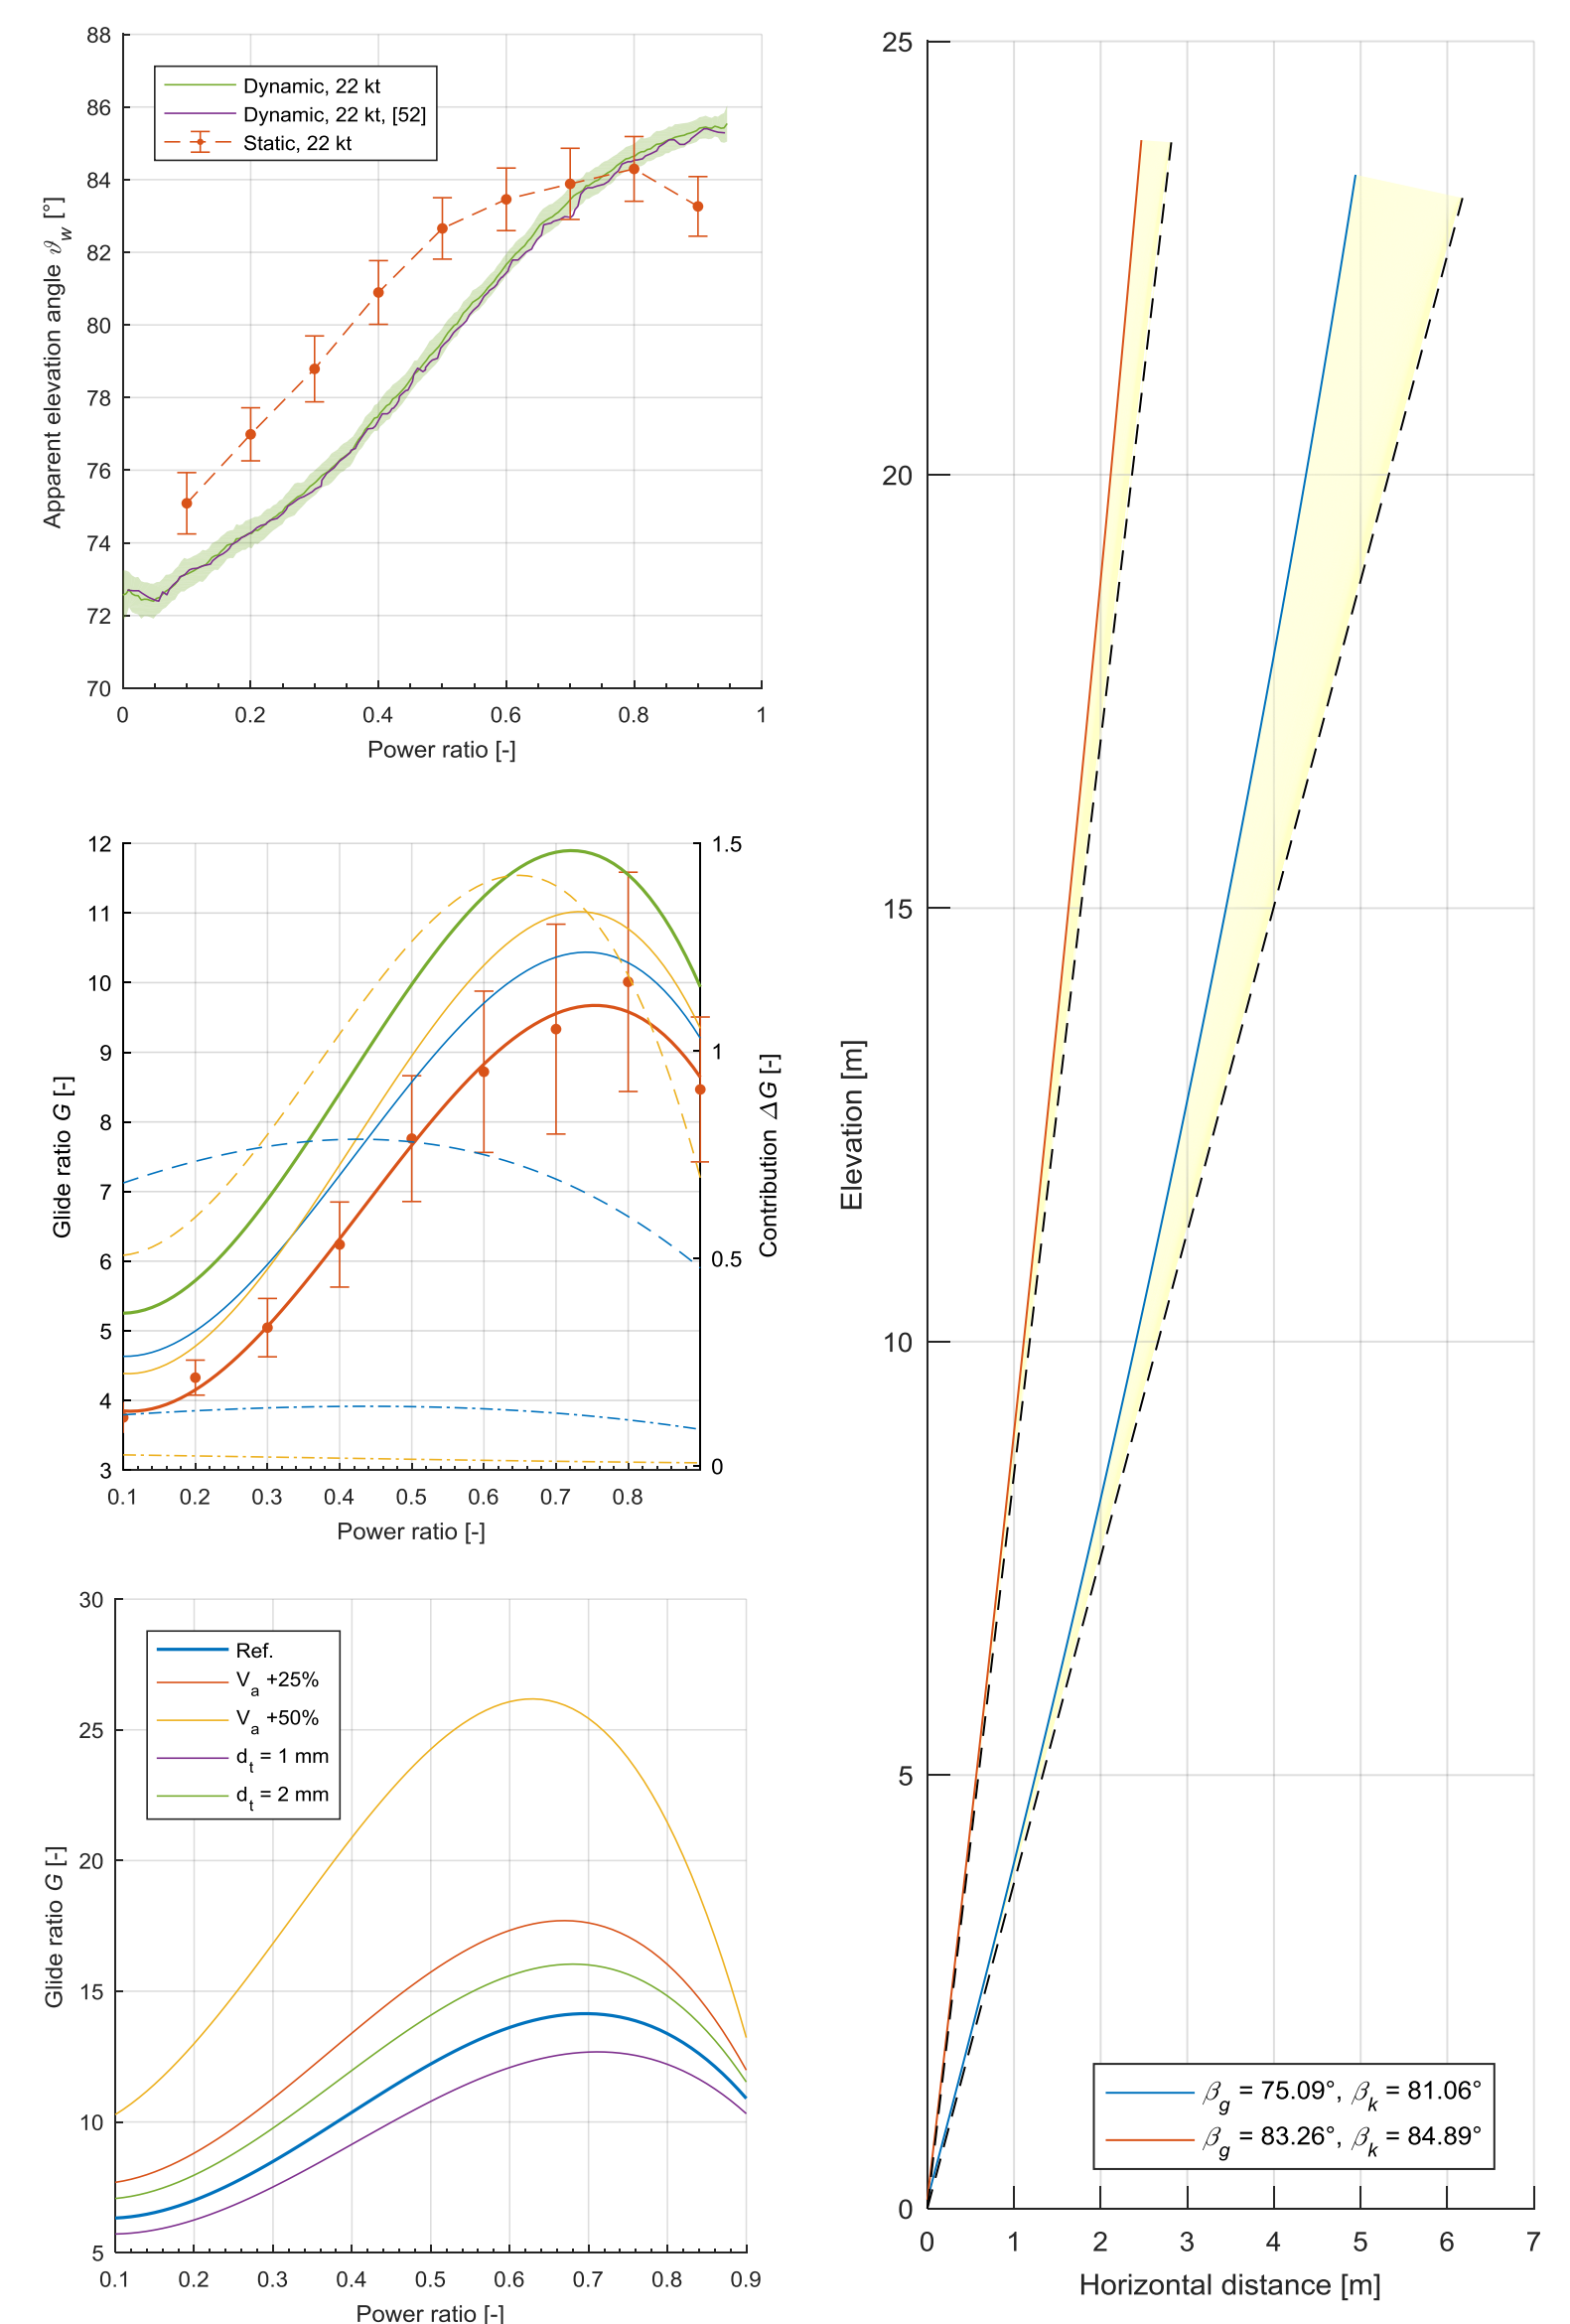 88
86
84
82
80
78
76
74
72
70
Apparent elevation angle ϑw [°]
Dynamic, 22 kt
Dynamic, 22 kt, [52]
Static, 22 kt
0 0.2 0.4 0.6 0.8 1
Power ratio [-]
12
11
10
9
8
7
6
5
4
3
Glide ratio G [-]
1.5
1
0.5
0
Contribution ΔG [-]
0.1 0.2 0.3 0.4 0.5 0.6 0.7 0.8
Power ratio [-]
30
25
20
15
10
5
Glide ratio G [-]
Ref.
Va +25%
Va +50%
dt = 1 mm
dt = 2 mm
0.1 0.2 0.3 0.4 0.5 0.6 0.7 0.8 0.9
Power ratio [-]
25
20
15
10
5
0
Elevation [m]
βg = 75.09°, βk = 81.06°
βg = 83.26°, βk = 84.89°
0 1 2 3 4 5 6 7
Horizontal distance [m]